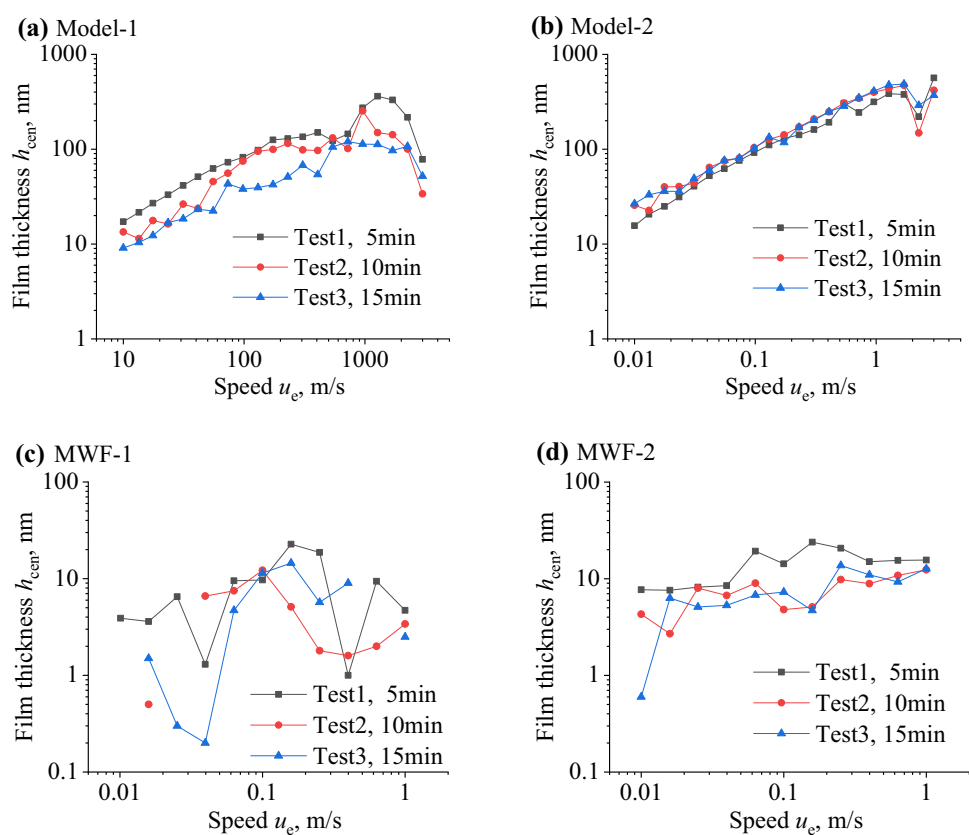 (a) Model-1
Film thickness hcen, nm
1000
100
10
1
10 100 1000
Speed ue, m/s
Test1, 5min
Test2, 10min
Test3, 15min
(b) Model-2
Film thickness hcen, nm
1000
100
10
1
0.01 0.1 1
Speed ue, m/s
Test1, 5min
Test2, 10min
Test3, 15min
(c) MWF-1
Film thickness hcen, nm
100
10
1
0.1
0.01 0.1 1
Speed ue, m/s
Test1, 5min
Test2, 10min
Test3, 15min
(d) MWF-2
Film thickness hcen, nm
100
10
1
0.1
0.01 0.1 1
Speed ue, m/s
Test1, 5min
Test2, 10min
Test3, 15min